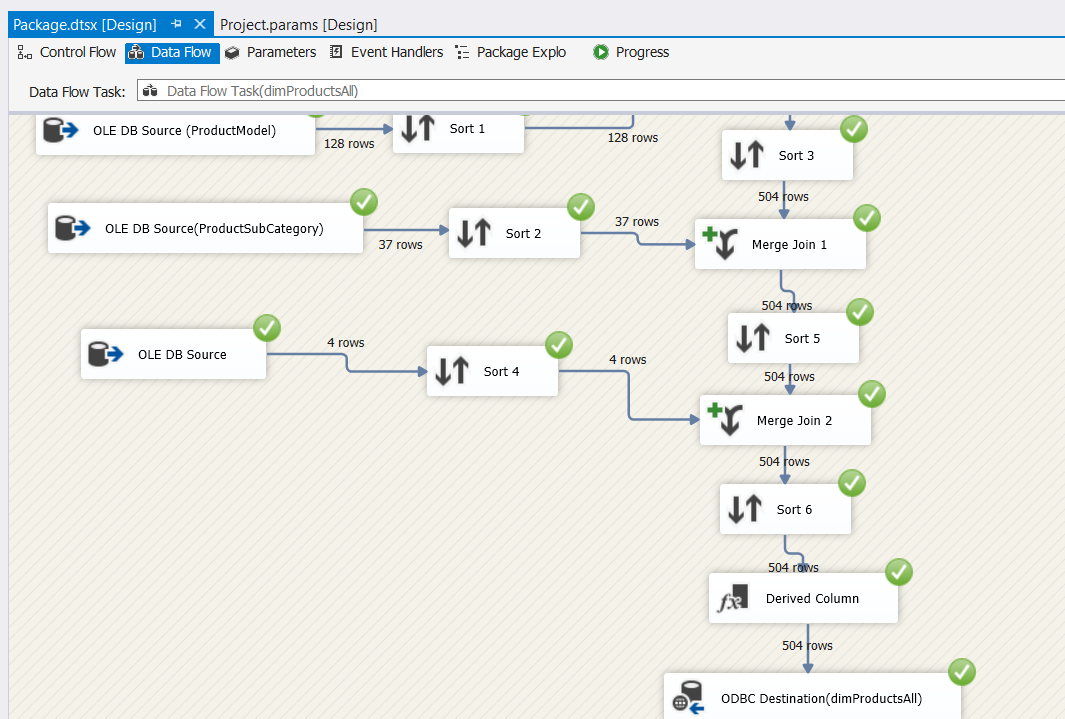 Package.dtsx [Design]
Project.params [Design]
Control Flow
Data Flow
Parameters
Event Handlers
Package Explo
Progress
Data Flow Task:
Data Flow Task(dimProductsAll)
OLE DB Source (ProductModel)
128 rows
Sort 1
128 rows
Sort 3
504 rows
OLE DB Source(ProductSubCategory)
37 rows
Sort 2
37 rows
Merge Join 1
504 rows
OLE DB Source
4 rows
Sort 4
4 rows
Sort 5
504 rows
Merge Join 2
504 rows
Sort 6
504 rows
fx
Derived Column
504 rows
ODBC Destination(dimProductsAll)